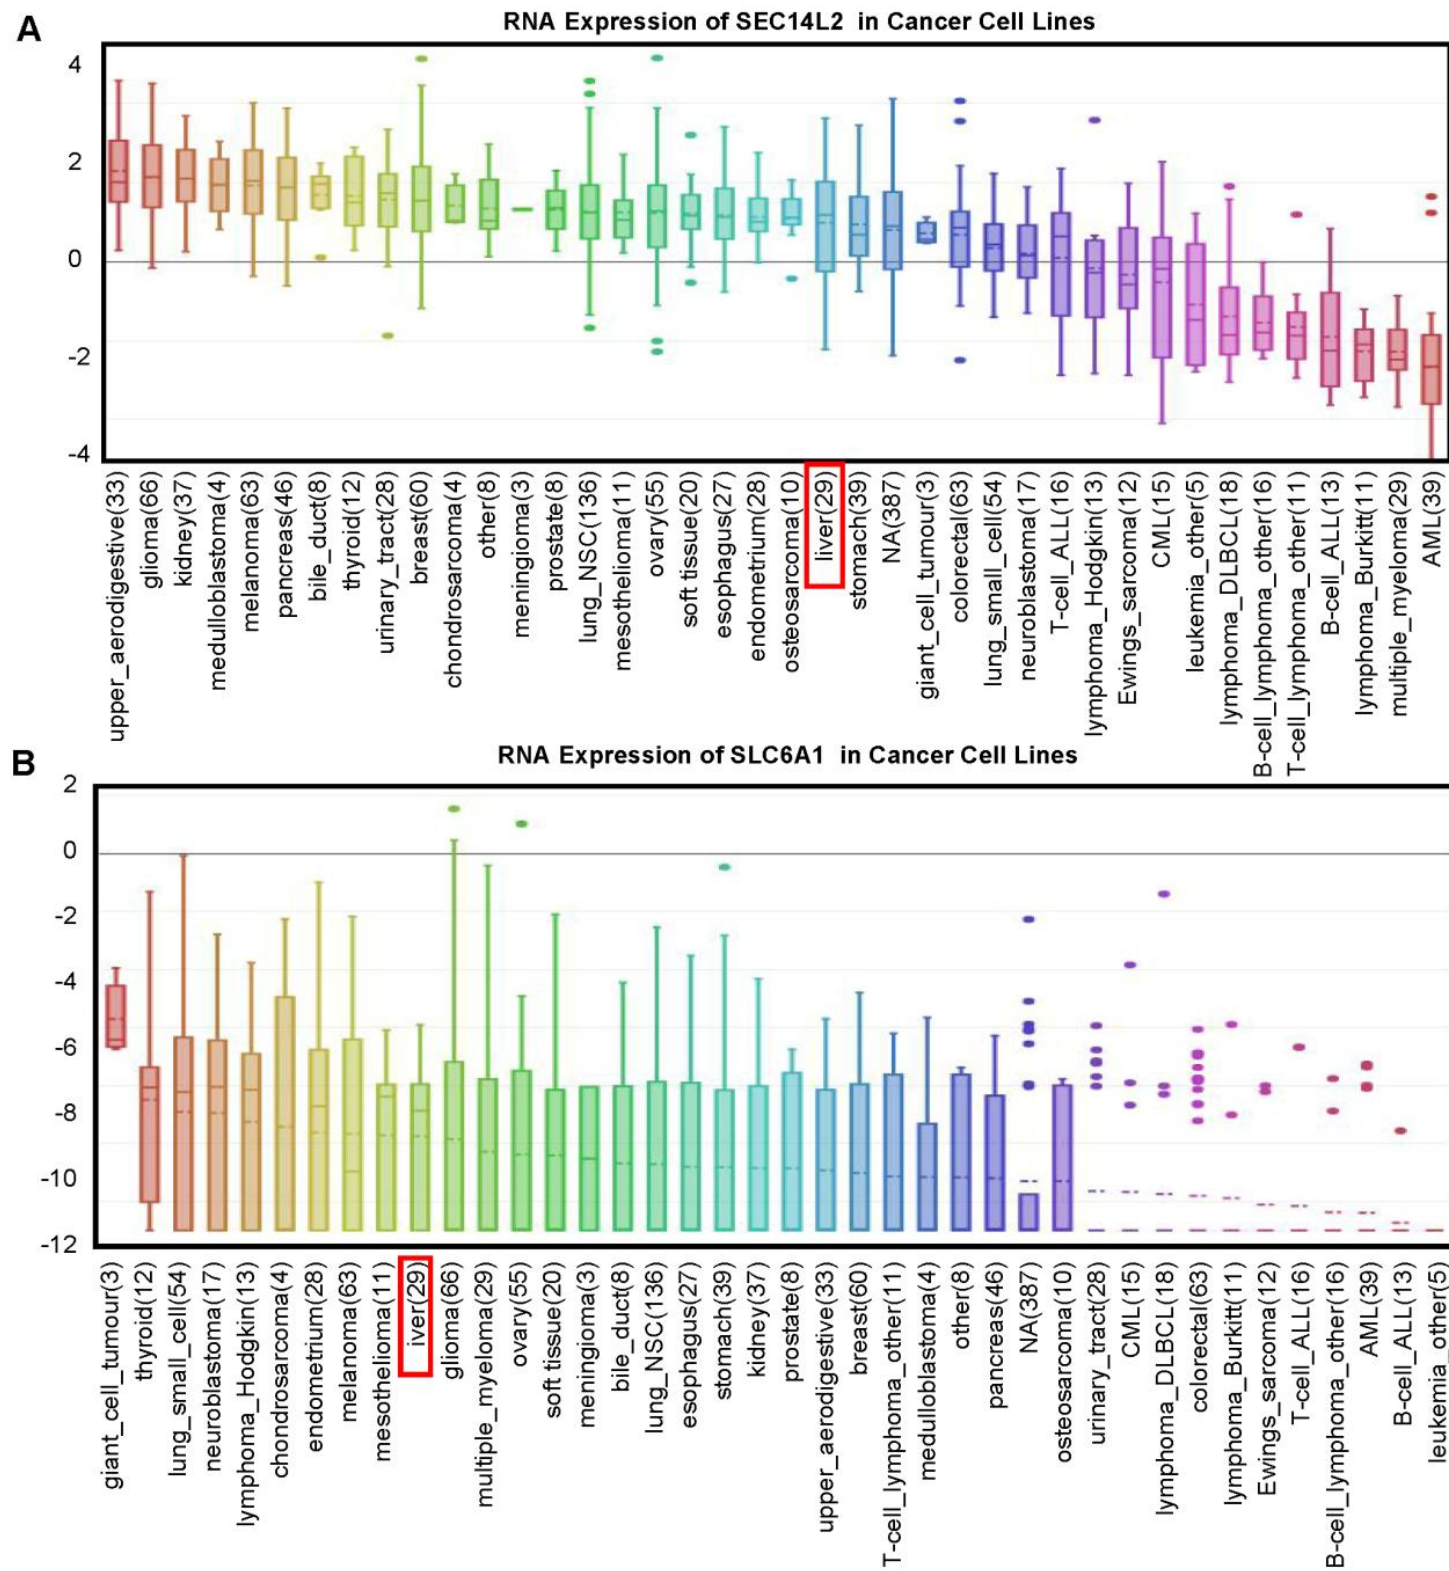 A
RNA Expression of SEC14L2 in Cancer Cell Lines
4
2
0
-2
-4
upper_aerodigestive(33)
glioma(66)
kidney(37)
medulloblastoma(4)
melanoma(63)
pancreas(46)
bile_duct(8)
thyroid(12)
urinary_tract(28)
breast(60)
chondrosarcoma(4)
other(8)
meningioma(3)
prostate(8)
lung_NSC(136)
mesothelioma(11)
ovary(55)
soft tissue(20)
esophagus(27)
endometrium(28)
osteosarcoma(10)
liver(29)
stomach(39)
NA(387)
giant_cell_tumour(3)
colorectal(63)
lung_small_cell(54)
neuroblastoma(17)
T-cell_ALL(16)
lymphoma_Hodgkin(13)
Ewings_sarcoma(12)
CML(15)
leukemia_other(5)
lymphoma_DLBCL(18)
B-cell_lymphoma_other(16)
T-cell_lymphoma_other(11)
B-cell_ALL(13)
lymphoma_Burkitt(11)
multiple_myeloma(29)
AML(39)
B
RNA Expression of SLC6A1 in Cancer Cell Lines
2
0
-2
-4
-6
-8
-10
-12
giant_cell_tumour(3)
thyroid(12)
lung_small_cell(54)
neuroblastoma(17)
lymphoma_Hodgkin(13)
chondrosarcoma(4)
endometrium(28)
melanoma(63)
mesothelioma(11)
iver(29)
glioma(66)
multiple_myeloma(29)
ovary(55)
soft tissue(20)
meningioma(3)
bile_duct(8)
lung_NSC(136)
esophagus(27)
stomach(39)
kidney(37)
prostate(8)
upper_aerodigestive(33)
breast(60)
T-cell_lymphoma_other(11)
medulloblastoma(4)
other(8)
pancreas(46)
NA(387)
osteosarcoma(10)
urinary_tract(28)
CML(15)
lymphoma_DLBCL(18)
colorectal(63)
lymphoma_Burkitt(11)
Ewings_sarcoma(12)
T-cell_ALL(16)
B-cell_lymphoma_other(16)
AML(39)
B-cell_ALL(13)
leukemia_other(5)